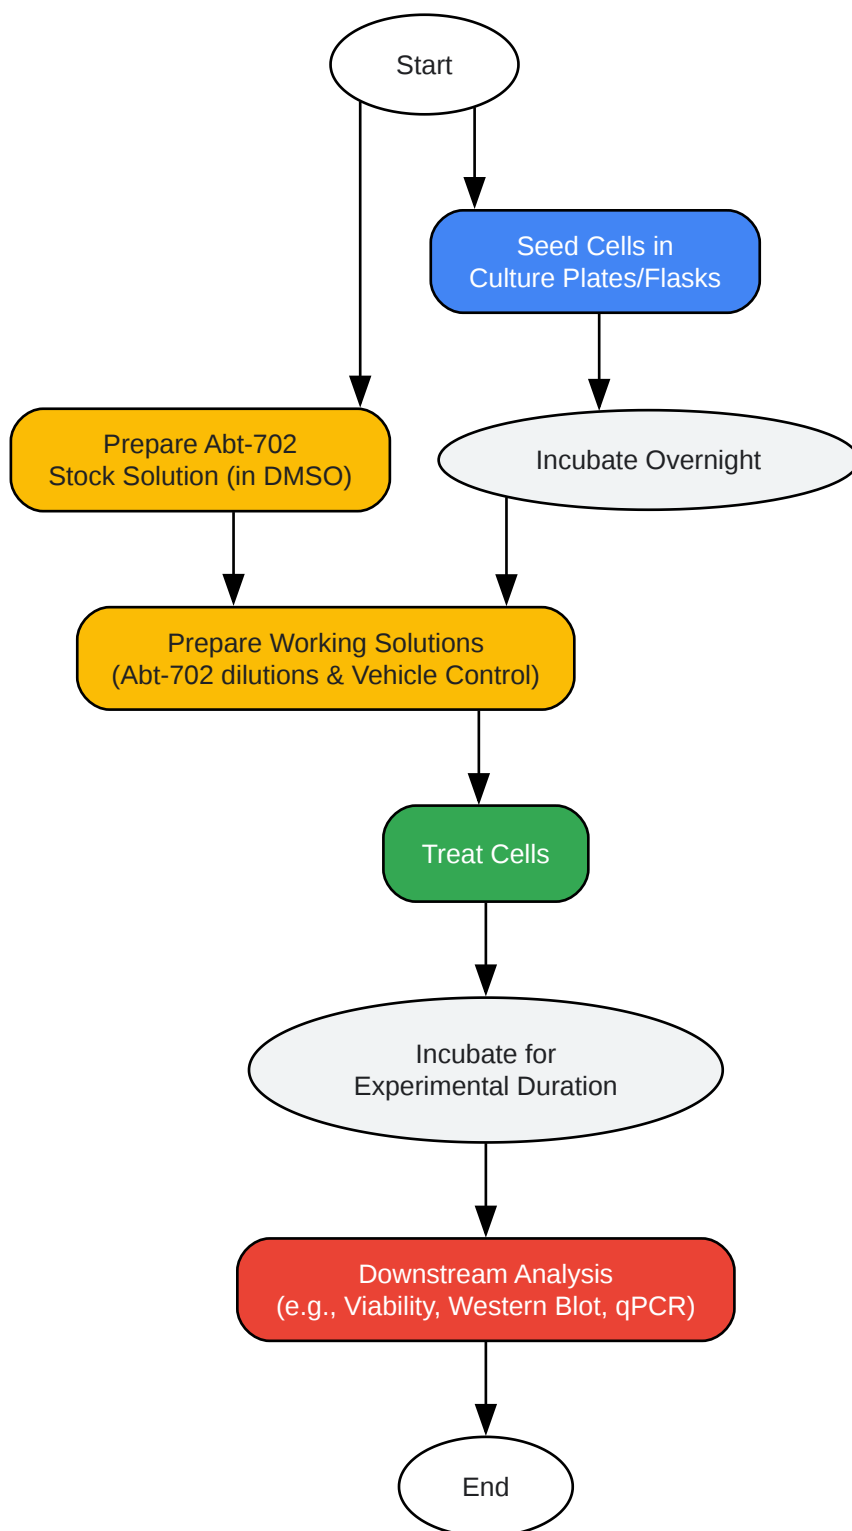 Start
Seed Cells in
Culture Plates/Flasks
Prepare Abt-702
Stock Solution (in DMSO)
Incubate Overnight
Prepare Working Solutions
(Abt-702 dilutions & Vehicle Control)
Treat Cells
Incubate for
Experimental Duration
Downstream Analysis
(e.g., Viability, Western Blot, qPCR)
End